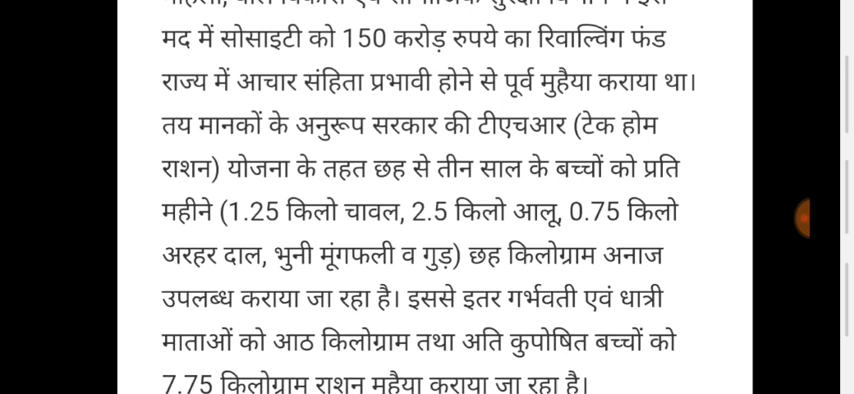 मद में सोसाइटी को 150 करोड़ रुपये का रिवाल्विंग फंड
राज्य में आचार संहिता प्रभावी होने से पूर्व मुहैया कराया था।
तय मानकों के अनुरूप सरकार की टीएचआर (टेक होम
राशन) योजना के तहत छह से तीन साल के बच्चों को प्रति
महीने (1.25 किलो चावल, 2.5 किलो आलू, 0.75 किलो
अरहर दाल, भुनी मूंगफली व गुड़) छह किलोग्राम अनाज
उपलब्ध कराया जा रहा है। इससे इतर गर्भवती एवं धात्री
माताओं को आठ किलोग्राम तथा अति कुपोषित बच्चों को
7.75 किलोग्राम राशन मुहैया कराया जा रहा है।